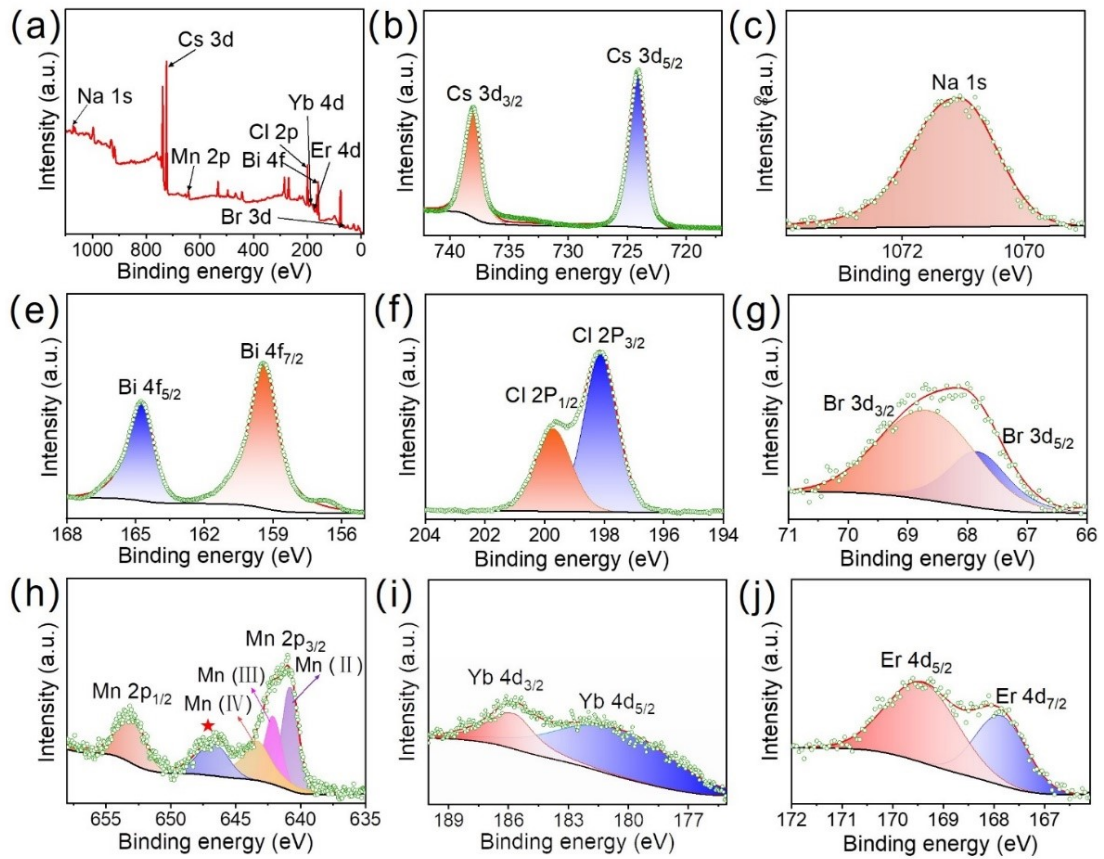 (a)
Cs 3d
Na 1s
Mn 2p
Yb 4d
Cl 2p
Bi 4f
Er 4d
Br 3d
Intensity (a.u.)
1000 800 600 400 200 0
Binding energy (eV)
(b)
Cs 3d5/2
Cs 3d3/2
Intensity (a.u.)
740 735 730 725 720
Binding energy (eV)
(c)
Na 1s
Intensity (a.u.)
1072 1070
Binding energy (eV)
(e)
Bi 4f7/2
Bi 4f5/2
Intensity (a.u.)
168 165 162 159 156
Binding energy (eV)
(f)
Cl 2P3/2
Cl 2P1/2
Intensity (a.u.)
204 202 200 198 196 194
Binding energy (eV)
(g)
Br 3d3/2
Br 3d5/2
Intensity (a.u.)
71 70 69 68 67 66
Binding energy (eV)
(h)
Mn 2p3/2
Mn (III)
Mn (II)
Mn 2p1/2
Mn (IV)
Intensity (a.u.)
655 650 645 640 635
Binding energy (eV)
(i)
Yb 4d3/2
Yb 4d5/2
Intensity (a.u.)
189 186 183 180 177
Binding energy (eV)
(j)
Er 4d5/2
Er 4d7/2
Intensity (a.u.)
172 171 170 169 168 167
Binding energy (eV)